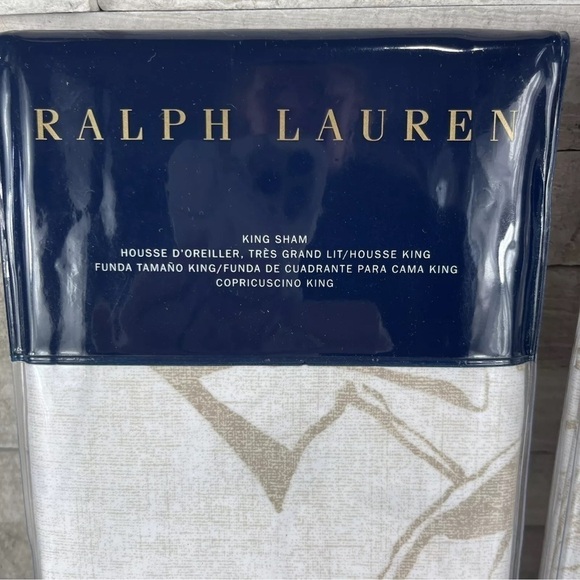 RALPH LAUREN
KING SHAM
HOUSSE D'OREILLER, TRÈS GRAND LIT/HOUSSE KING
FUNDA TAMAÑO KING/FUNDA DE CUADRANTE PARA CAMA KING
COPRICUSCINO KING